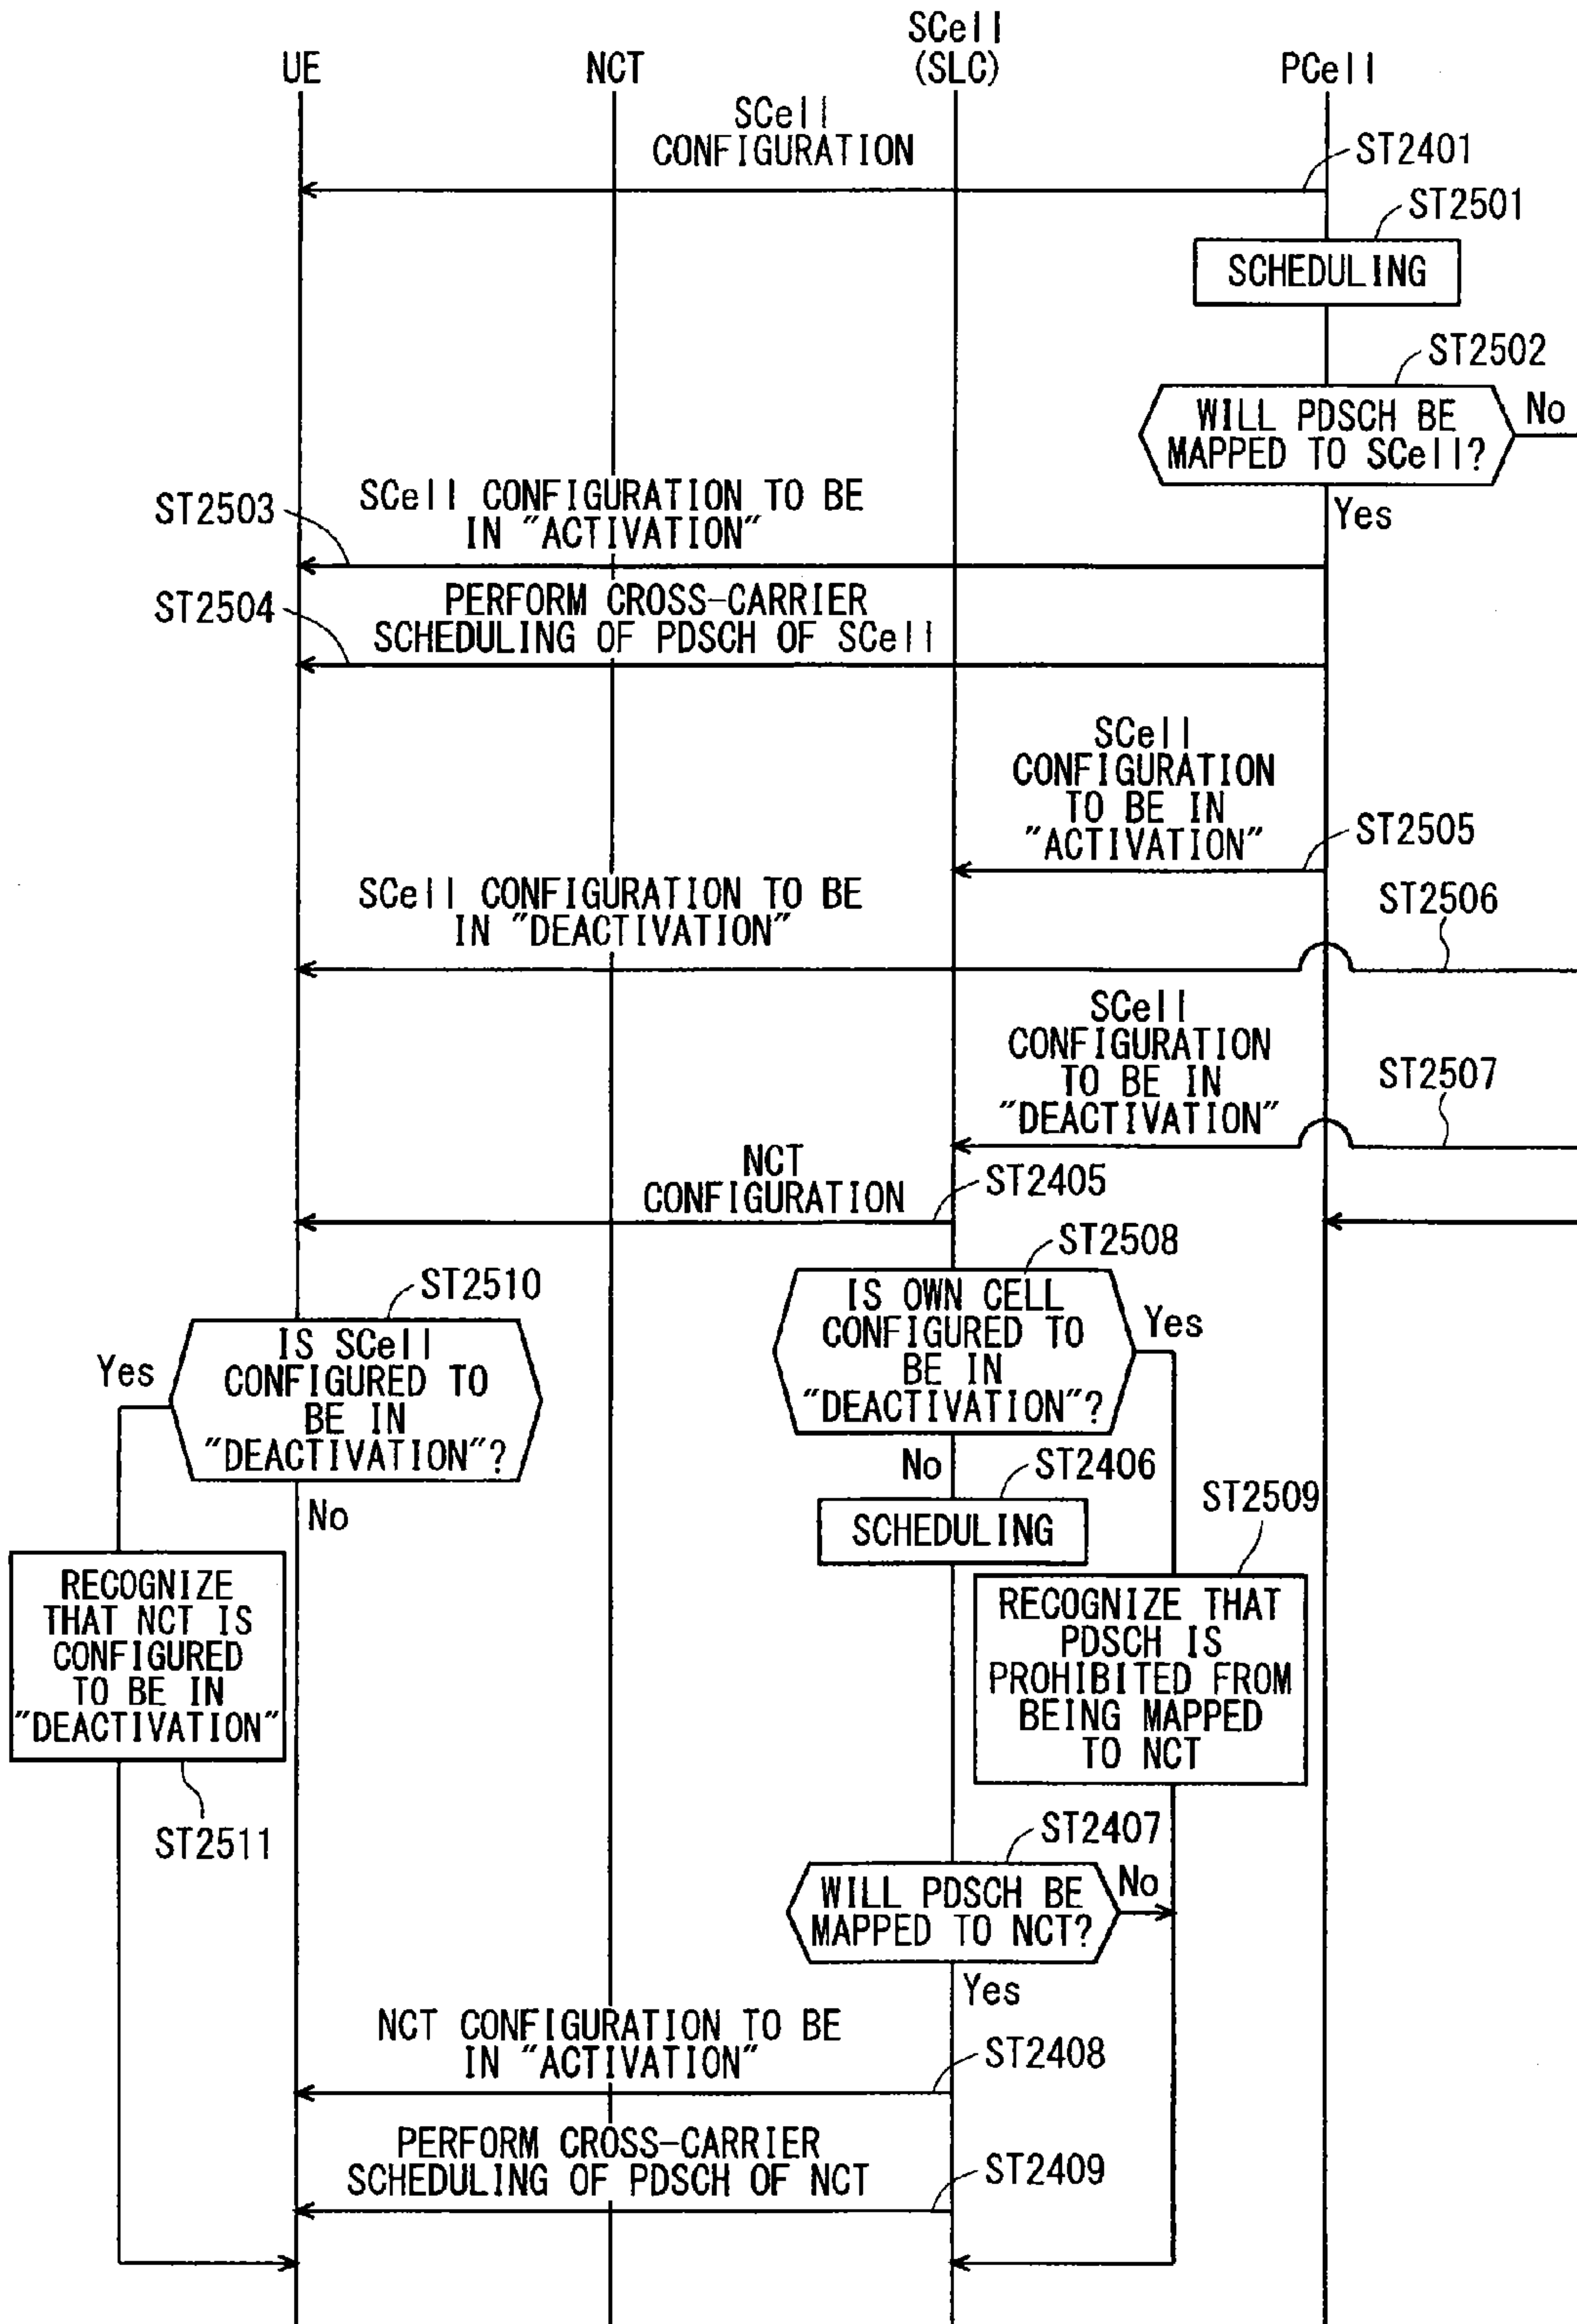 UE
NCT
SCell
(SLC)
PCell
SCell
CONFIGURATION
ST2401
ST2501
SCHEDULING
ST2502
WILL PDSCH BE
MAPPED TO SCell?
No
Yes
ST2503
SCell CONFIGURATION TO BE
IN "ACTIVATION"
ST2504
PERFORM CROSS-CARRIER
SCHEDULING OF PDSCH OF SCell
SCell
CONFIGURATION
TO BE IN
"ACTIVATION"
ST2505
SCell CONFIGURATION TO BE
IN "DEACTIVATION"
ST2506
SCell
CONFIGURATION
TO BE IN
"DEACTIVATION"
ST2507
NCT
CONFIGURATION
ST2405
ST2508
IS OWN CELL
CONFIGURED TO
BE IN
"DEACTIVATION"?
Yes
ST2510
IS SCell
CONFIGURED TO
BE IN
"DEACTIVATION"?
Yes
No
No
ST2406
SCHEDULING
ST2509
RECOGNIZE THAT
PDSCH IS
PROHIBITED FROM
BEING MAPPED
TO NCT
RECOGNIZE
THAT NCT IS
CONFIGURED
TO BE IN
"DEACTIVATION"
ST2511
ST2407
WILL PDSCH BE
MAPPED TO NCT?
No
Yes
NCT CONFIGURATION TO BE
IN "ACTIVATION"
ST2408
PERFORM CROSS-CARRIER
SCHEDULING OF PDSCH OF NCT
ST2409